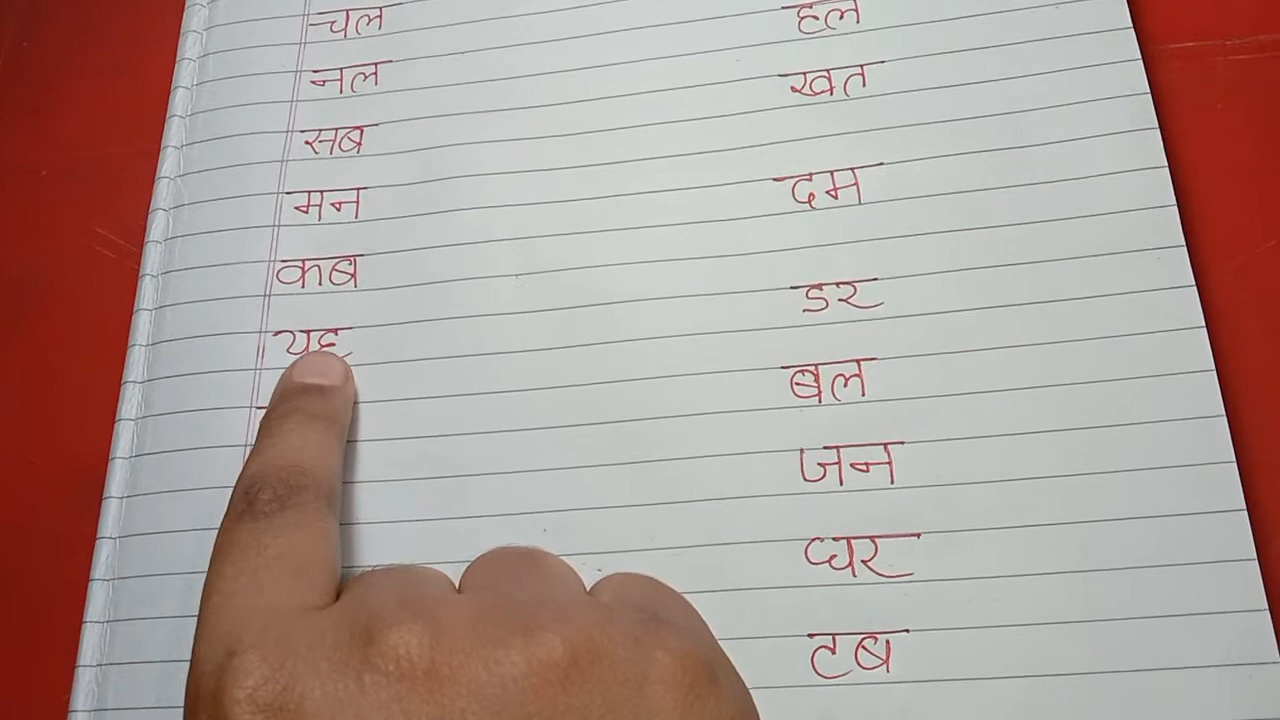 चल
नल
सब
मन
कब
यह
हल
खत
दम
डर
बल
जन
घर
टब